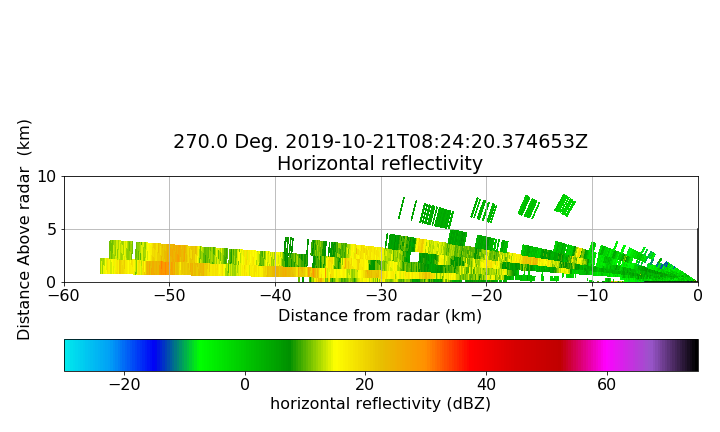 270.0 Deg. 2019-10-21T08:24:20.374653Z
Horizontal reflectivity
Distance Above radar  (km)
10
5
0
−60 −50 −40 −30 −20 −10 0
Distance from radar (km)
−20 0 20 40 60
horizontal reflectivity (dBZ)